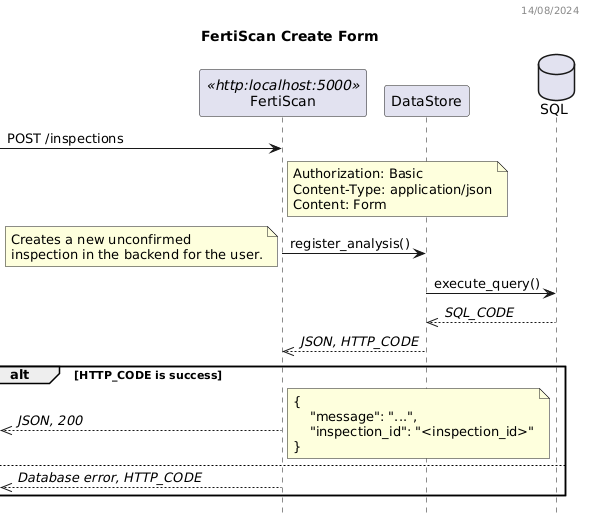 14/08/2024
FertiScan Create Form
«http:localhost:5000»
FertiScan
DataStore
SQL
POST /inspections
Authorization: Basic
Content-Type: application/json
Content: Form
Creates a new unconfirmed
inspection in the backend for the user.
register_analysis()
execute_query()
SQL_CODE
JSON, HTTP_CODE
alt [HTTP_CODE is success]
{
"message": "...",
"inspection_id": "<inspection_id>"
}
JSON, 200
Database error, HTTP_CODE